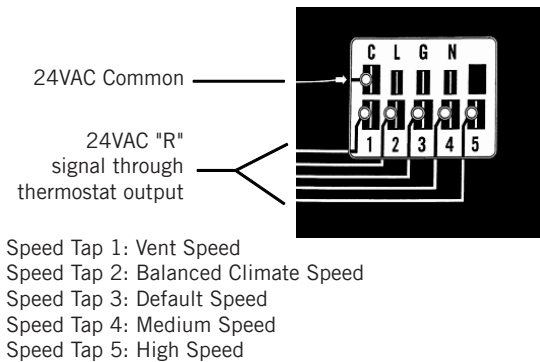 C L G N
24VAC Common
1 2 3 4 5
24VAC "R"
signal through
thermostat output
Speed Tap 1: Vent Speed
Speed Tap 2: Balanced Climate Speed
Speed Tap 3: Default Speed
Speed Tap 4: Medium Speed
Speed Tap 5: High Speed